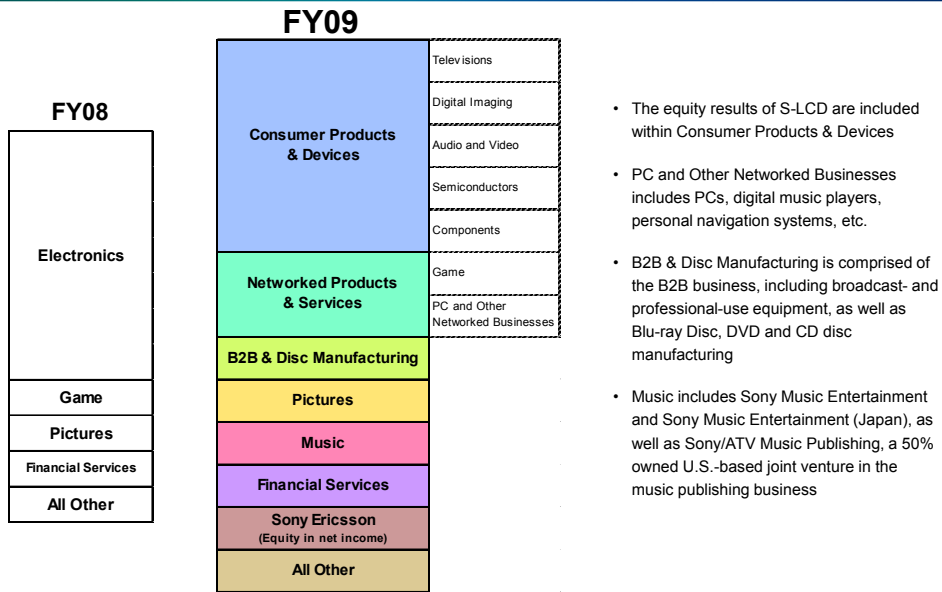 FY09
FY08
Electronics
Game
Pictures
Financial Services
All Other
Consumer Products
& Devices
Networked Products
& Services
B2B & Disc Manufacturing
Pictures
Music
Financial Services
Sony Ericsson
(Equity in net income)
All Other
Televisions
Digital Imaging
Audio and Video
Semiconductors
Components
Game
PC and Other
Networked Businesses
• The equity results of S-LCD are included
within Consumer Products & Devices
• PC and Other Networked Businesses
includes PCs, digital music players,
personal navigation systems, etc.
• B2B & Disc Manufacturing is comprised of
the B2B business, including broadcast- and
professional-use equipment, as well as
Blu-ray Disc, DVD and CD disc
manufacturing
• Music includes Sony Music Entertainment
and Sony Music Entertainment (Japan), as
well as Sony/ATV Music Publishing, a 50%
owned U.S.-based joint venture in the
music publishing business